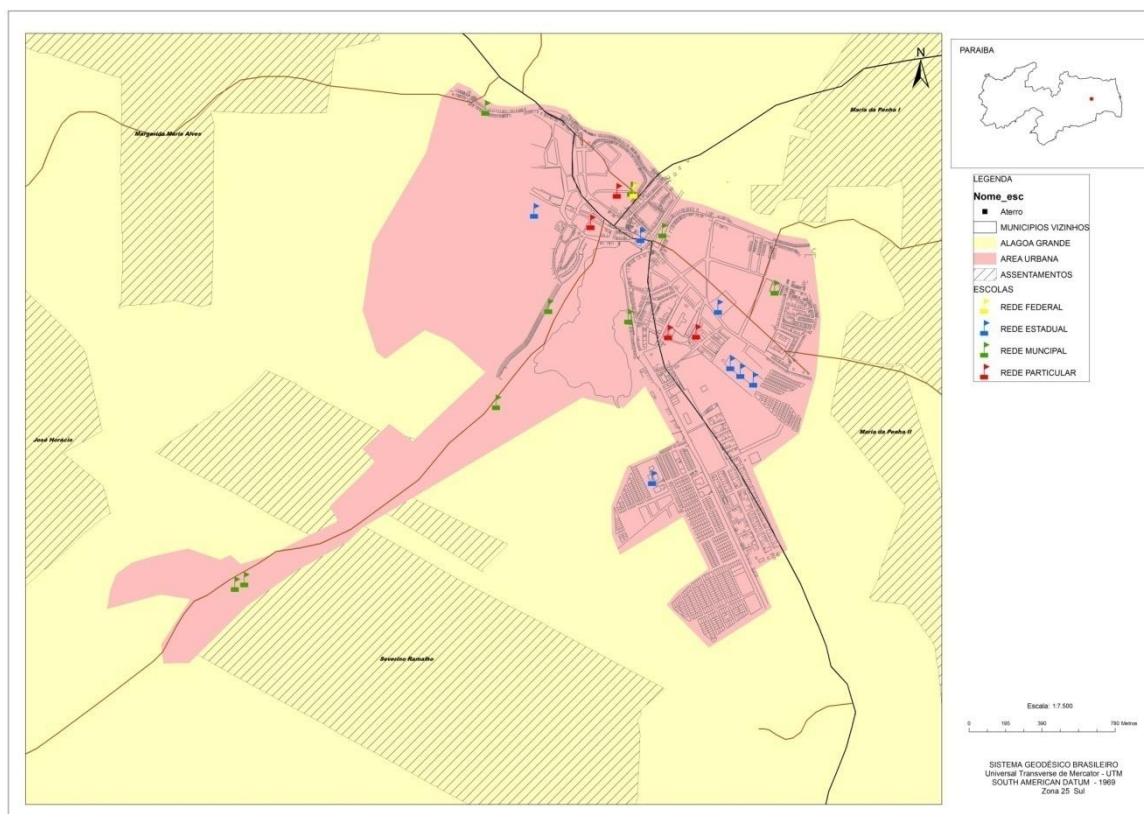 N
Maria da Penha I
Margarida Maria Alves
José Horácio
Maria da Penha II
Severino Ramalho
PARAIBA
LEGENDA
Nome_esc
Aterro
MUNICIPIOS VIZINHOS
ALAGOA GRANDE
AREA URBANA
ASSENTAMENTOS
ESCOLAS
REDE FEDERAL
REDE ESTADUAL
REDE MUNCIPAL
REDE PARTICULAR
Escala: 1:7.500
0 195 390 780 Metros
SISTEMA GEODÉSICO BRASILEIRO
Universal Transverse de Mercator - UTM
SOUTH AMERICAN DATUM - 1969
Zona 25 Sul